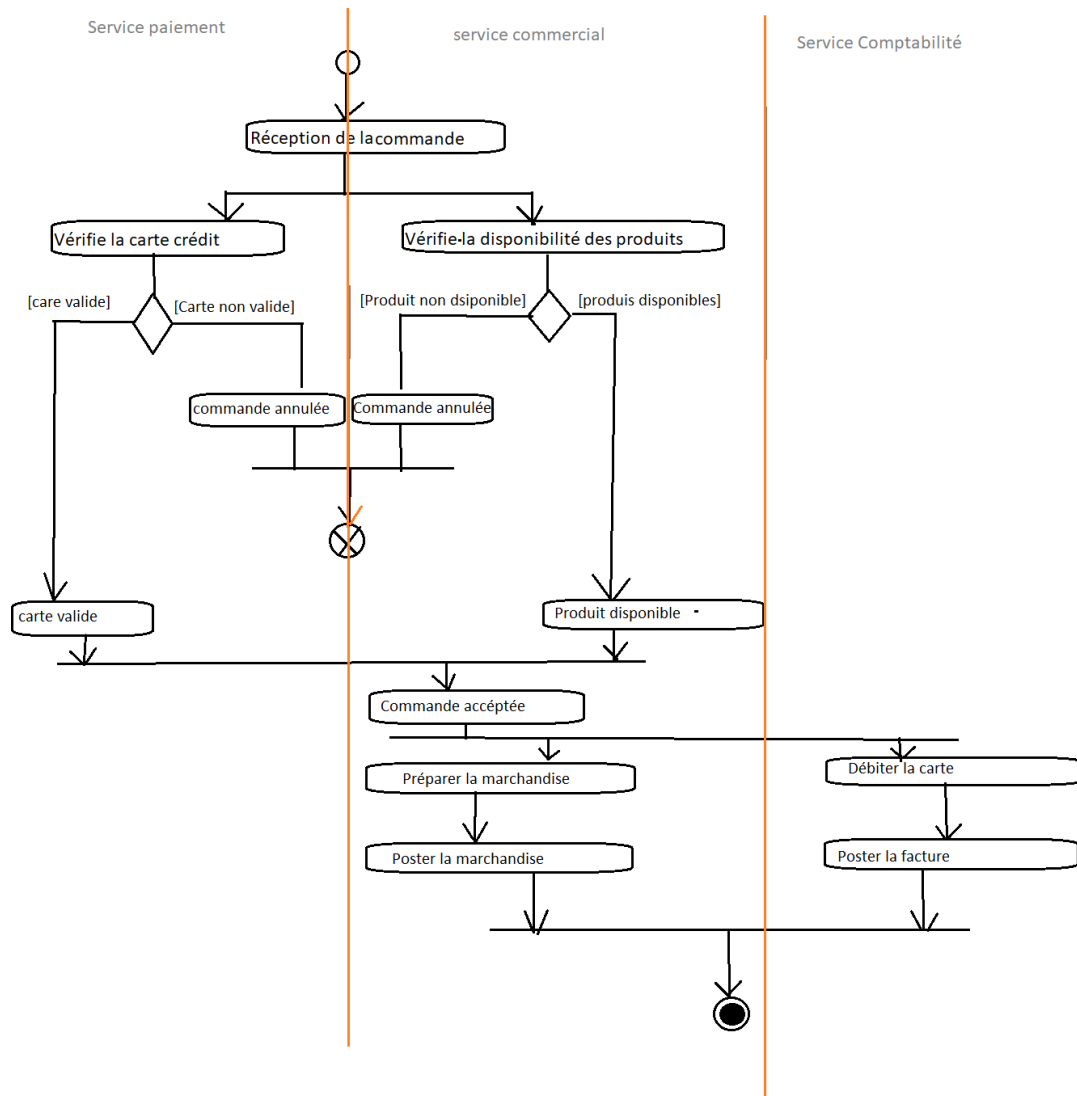 Service paiement
service commercial
Service Comptabilité
Réception de lacommande
Vérifie la carte crédit
Vérifie-la disponibilité des produits
[care valide]
[Carte non valide]
[Produit non dsiponible]
[produis disponibles]
commande annulée
Commande annulée
carte valide
Produit disponible -
Commande accéptée
Préparer la marchandise
Débiter la carte
Poster la marchandise
Poster la facture